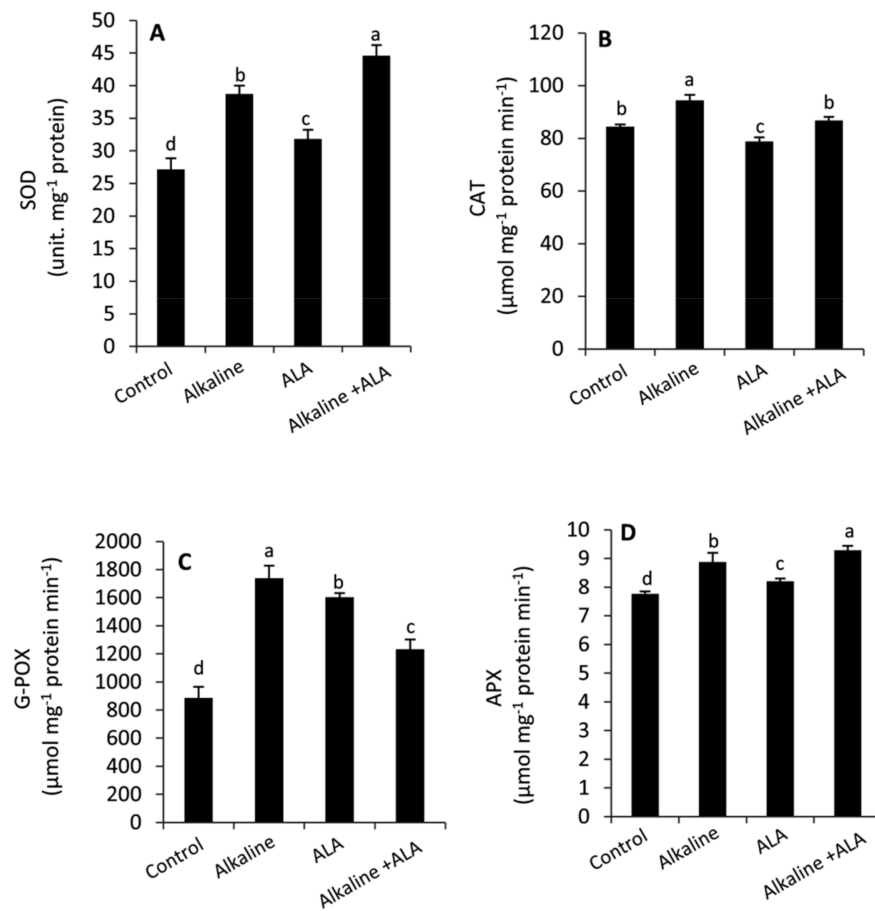 A
SOD
(unit. mg-1 protein)
50
45
40
35
30
25
20
15
10
5
0
d
b
c
a
Control
Alkaline
ALA
Alkaline +ALA
B
CAT
(µmol mg-1 protein min-1)
120
100
80
60
40
20
0
b
a
c
b
Control
Alkaline
ALA
Alkaline +ALA
C
G-POX
(µmol mg-1 protein min-1)
2000
1800
1600
1400
1200
1000
800
600
400
200
0
d
a
b
c
Control
Alkaline
ALA
Alkaline +ALA
D
APX
(µmol mg-1 protein min-1)
10
9
8
7
6
5
4
3
2
1
0
d
b
c
a
Control
Alkaline
ALA
Alkaline +ALA